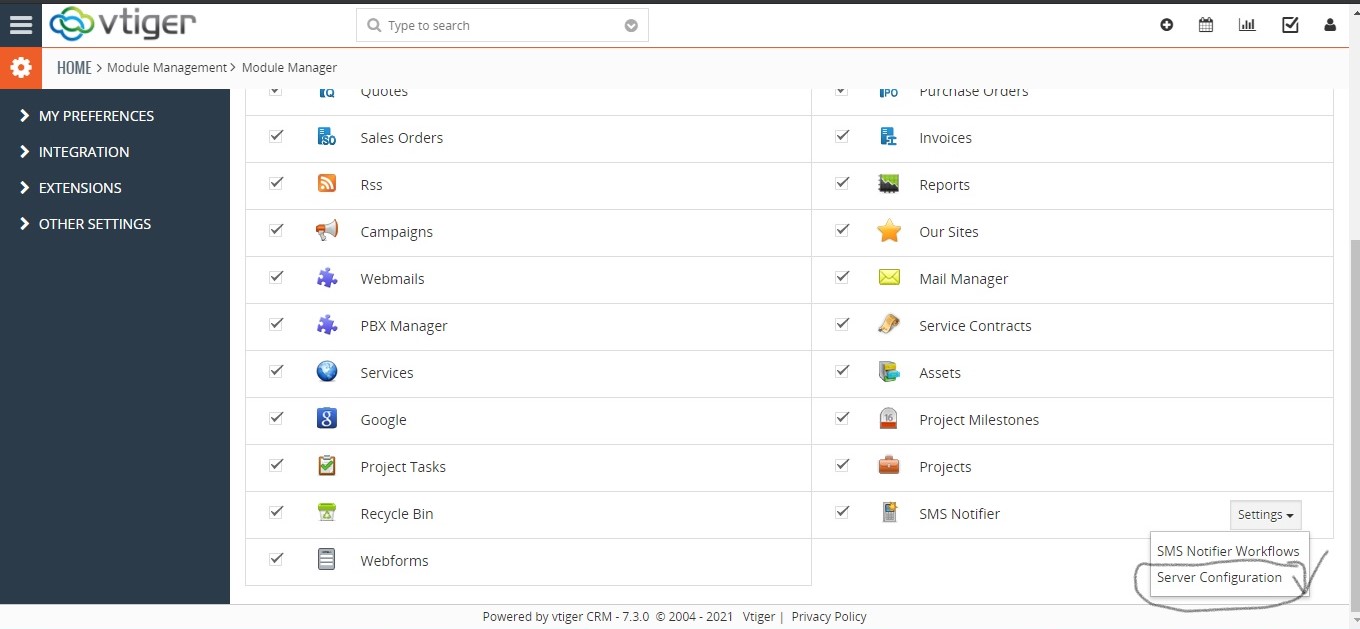 vtiger
Type to search
HOME > Module Management > Module Manager
MY PREFERENCES
INTEGRATION
EXTENSIONS
OTHER SETTINGS
Quotes
Purchase Orders
Sales Orders
Invoices
Rss
Reports
Campaigns
Our Sites
Webmails
Mail Manager
PBX Manager
Service Contracts
Services
Assets
Google
Project Milestones
Project Tasks
Projects
Recycle Bin
SMS Notifier
Settings
SMS Notifier Workflows
Server Configuration
Webforms
Powered by vtiger CRM - 7.3.0 © 2004 - 2021 Vtiger | Privacy Policy